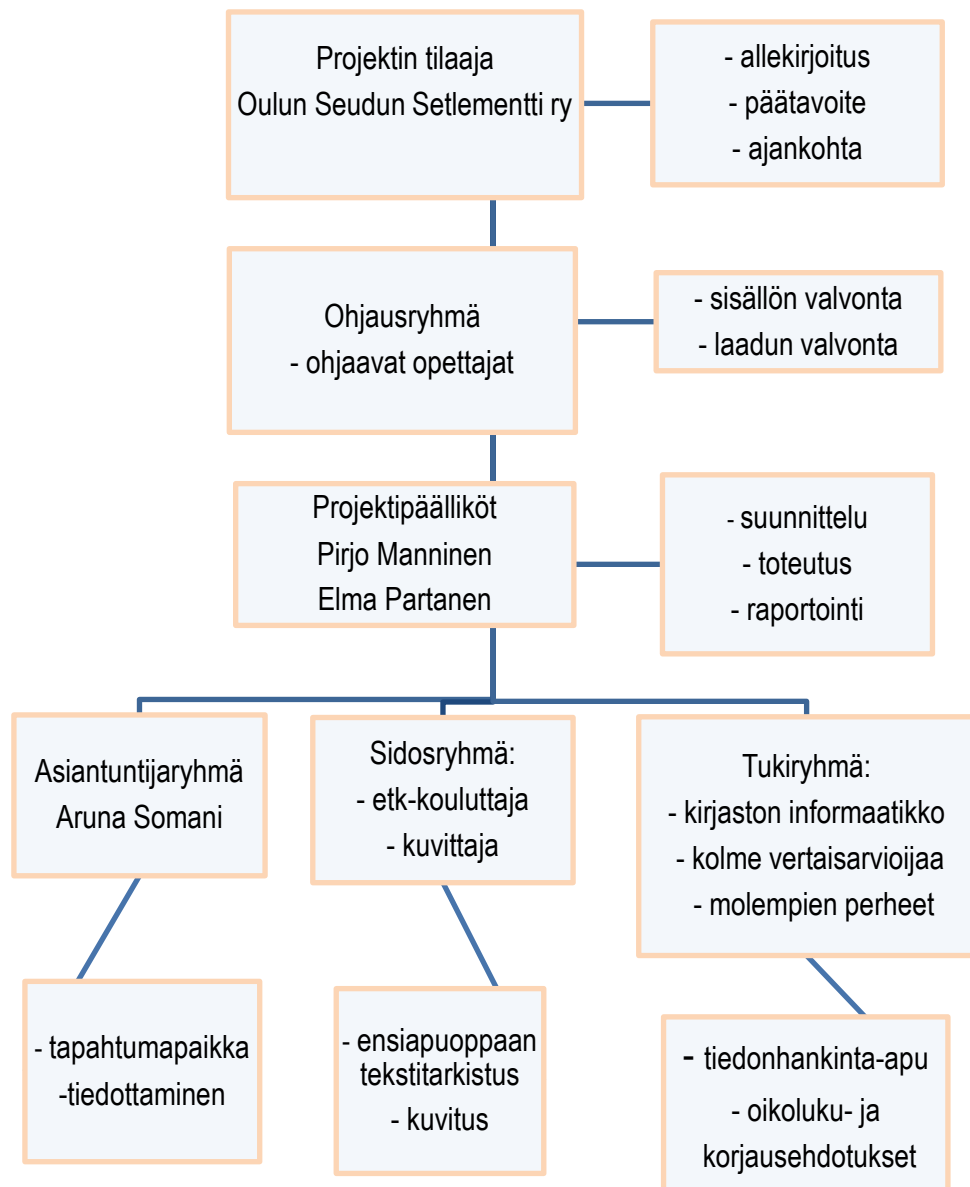 Projektin tilaaja
Oulun Seudun Setlementti ry
- allekirjoitus
- päätavoite
- ajankohta
Ohjausryhmä
- ohjaavat opettajat
- sisällön valvonta
- laadun valvonta
Projektipäälliköt
Pirjo Manninen
Elma Partanen
- suunnittelu
- toteutus
- raportointi
Asiantuntijaryhmä
Aruna Somani
Sidosryhmä:
- etk-kouluttaja
- kuvittaja
Tukiryhmä:
- kirjaston informaatikko
- kolme vertaisarvioijaa
- molempien perheet
- tapahtumapaikka
-tiedottaminen
- ensiapuoppaan
tekstitarkistus
- kuvitus
- tiedonhankinta-apu
- oikoluku- ja
korjausehdotukset